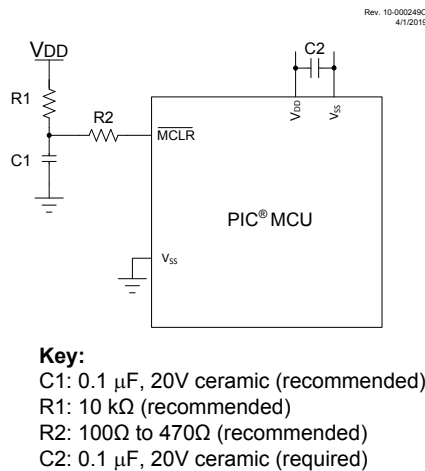 Rev. 10-000249C
4/1/2019
VDD
C2
R1
R2
VDD
VSS
MCLR
C1
PIC® MCU
VSS
Key:
C1: 0.1 μF, 20V ceramic (recommended)
R1: 10 kΩ (recommended)
R2: 100Ω to 470Ω (recommended)
C2: 0.1 μF, 20V ceramic (required)